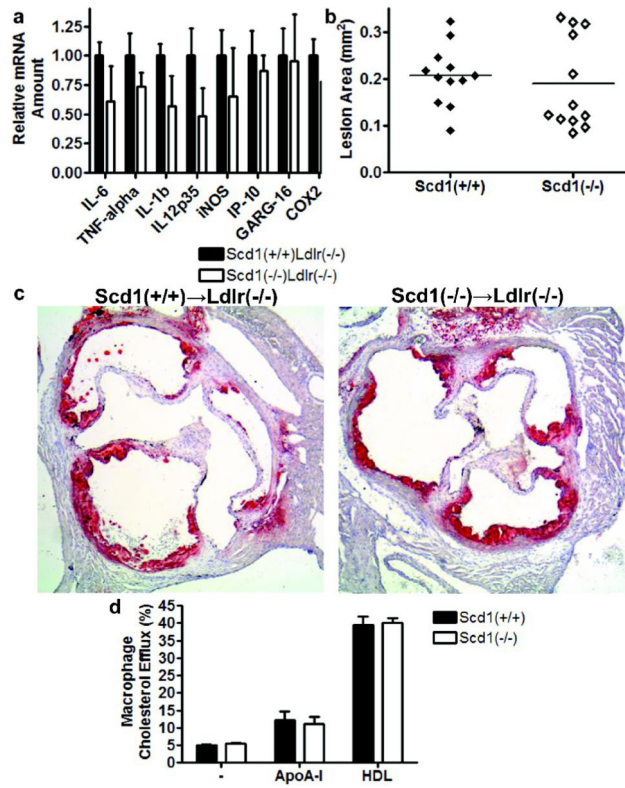 a
Relative mRNA
Amount
1.00
0.75
0.50
0.25
0.00
IL-6
TNF-alpha
IL-1b
IL12p35
iNOS
IP-10
GARG-16
COX2
Scd1(+/+)Ldlr(-/-)
Scd1(-/-)Ldlr(-/-)
b
Lesion Area (mm²)
0.3
0.2
0.1
0.0
Scd1(+/+)
Scd1(-/-)
c
Scd1(+/+)→Ldlr(-/-)
Scd1(-/-)→Ldlr(-/-)
d
Macrophage
Cholesterol Efflux (%)
45
40
35
30
25
20
15
10
5
0
-
ApoA-I
HDL
Scd1(+/+)
Scd1(-/-)